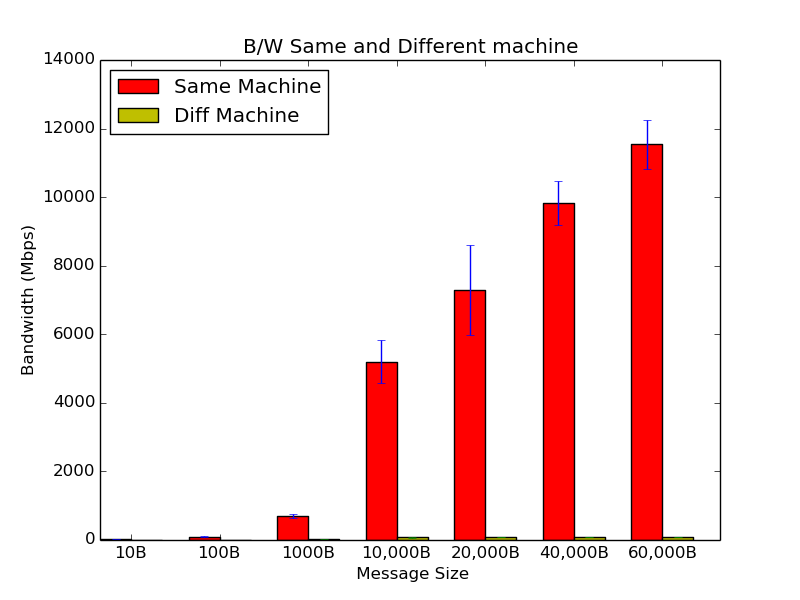 B/W Same and Different machine
Same Machine
Diff Machine
14000
12000
10000
8000
6000
4000
2000
0
Bandwidth (Mbps)
10B 100B 1000B 10,000B 20,000B 40,000B 60,000B
Message Size